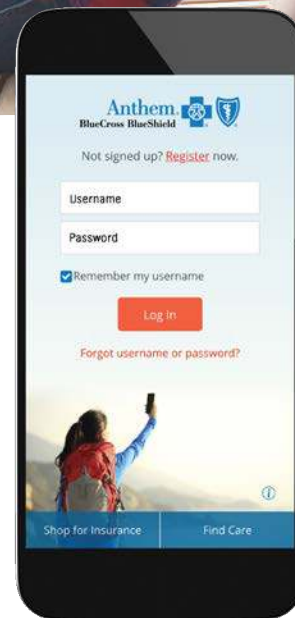 Anthem.
BlueCross BlueShield
Not signed up? Register now.
Username
Password
Remember my username
Log In
Forgot username or password?
Shop for Insurance
Find Care